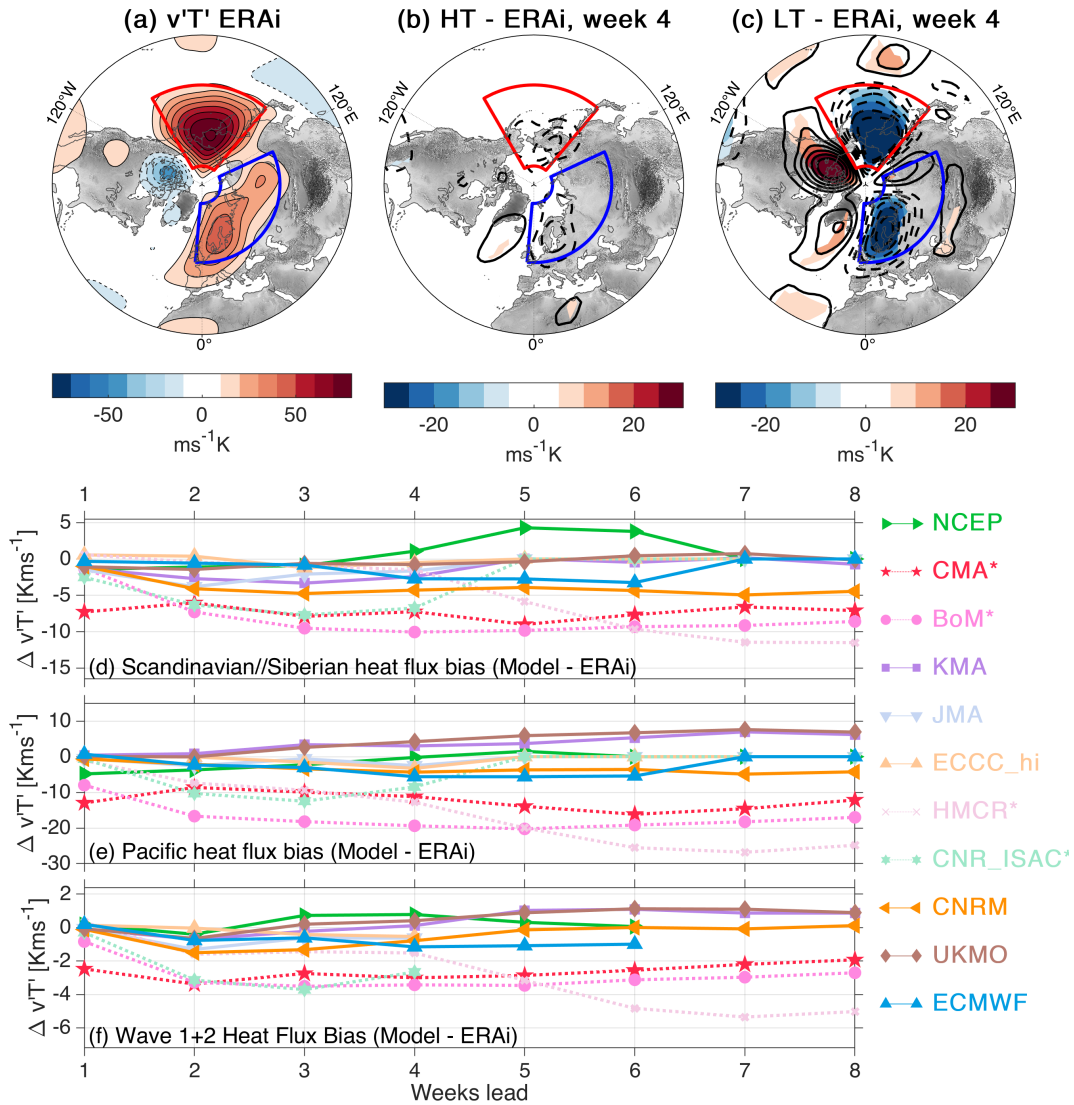 (a) v'T' ERAi
(b) HT - ERAi, week 4
(c) LT - ERAi, week 4
120°W 120°E 120°W 120°E 120°W 120°E
0° 0° 0°
-50 0 50
ms⁻¹K
-20 0 20
ms⁻¹K
-20 0 20
ms⁻¹K
1 2 3 4 5 6 7 8
5
0
-5
-10
-15
Δ v'T' [Kms⁻¹]
(d) Scandinavian//Siberian heat flux bias (Model - ERAi)
10
0
-10
-20
-30
Δ v'T' [Kms⁻¹]
(e) Pacific heat flux bias (Model - ERAi)
2
0
-2
-4
-6
Δ v'T' [Kms⁻¹]
(f) Wave 1+2 Heat Flux Bias (Model - ERAi)
1 2 3 4 5 6 7 8
Weeks lead
NCEP
CMA*
BoM*
KMA
JMA
ECCC_hi
HMCR*
CNR_ISAC*
CNRM
UKMO
ECMWF